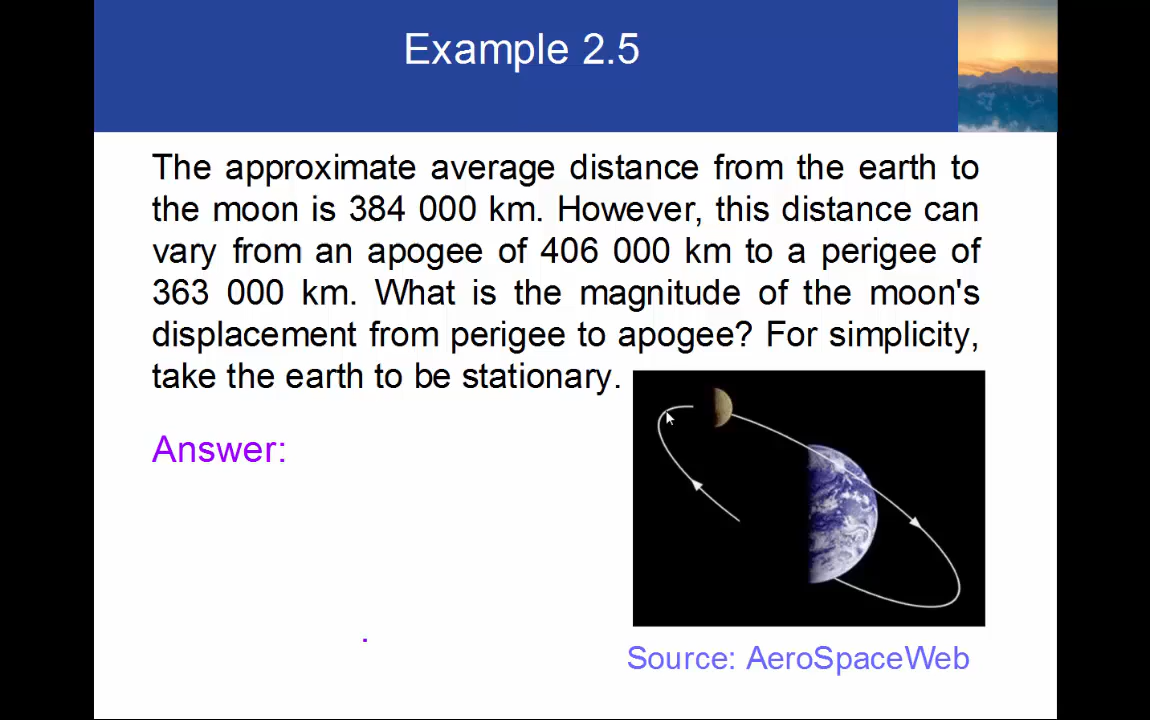 Example 2.5
The approximate average distance from the earth to
the moon is 384 000 km. However, this distance can
vary from an apogee of 406 000 km to a perigee of
363 000 km. What is the magnitude of the moon's
displacement from perigee to apogee? For simplicity,
take the earth to be stationary.
Answer:
.
Source: AeroSpaceWeb